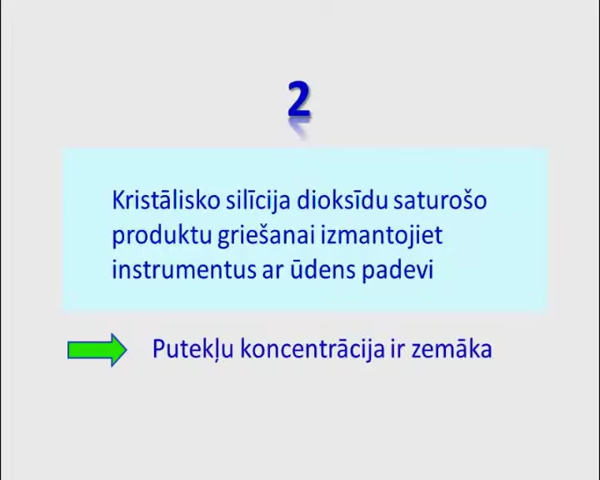 2
Kristālisko silīcija dioksīdu saturošo
produktu griešanai izmantojiet
instrumentus ar ūdens padevi
Putekļu koncentrācija ir zemāka